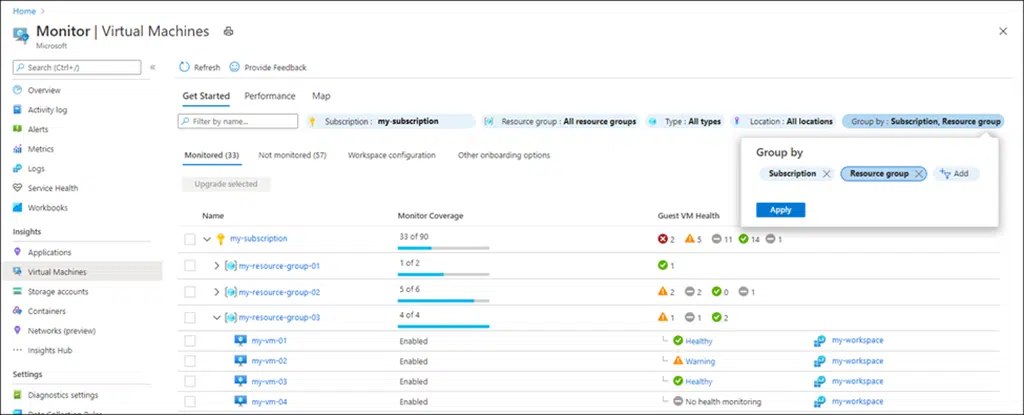 Home >
Monitor | Virtual Machines
Microsoft
Search (Ctrl+/)
«
Refresh
Provide Feedback
Overview
Activity log
Alerts
Metrics
Logs
Service Health
Workbooks
Insights
Applications
Virtual Machines
Storage accounts
Containers
Networks (preview)
Insights Hub
Settings
Diagnostics settings
Data Collection Rules
Get Started Performance Map
Filter by name...
Subscription : my-subscription
Resource group : All resource groups
Type : All types
Location : All locations
Group by : Subscription, Resource group
Group by
Subscription
Resource group
Add
Apply
Monitored (33) Not monitored (57) Workspace configuration Other onboarding options
Upgrade selected
Name Monitor Coverage Guest VM Health
my-subscription 33 of 90 2 5 11 14 1
my-resource-group-01 1 of 2 1
my-resource-group-02 5 of 6 2 2 0 1
my-resource-group-03 4 of 4 1 1 2
my-vm-01 Enabled Healthy my-workspace
my-vm-02 Enabled Warning my-workspace
my-vm-03 Enabled Healthy my-workspace
my-vm-04 Enabled No health monitoring my-workspace